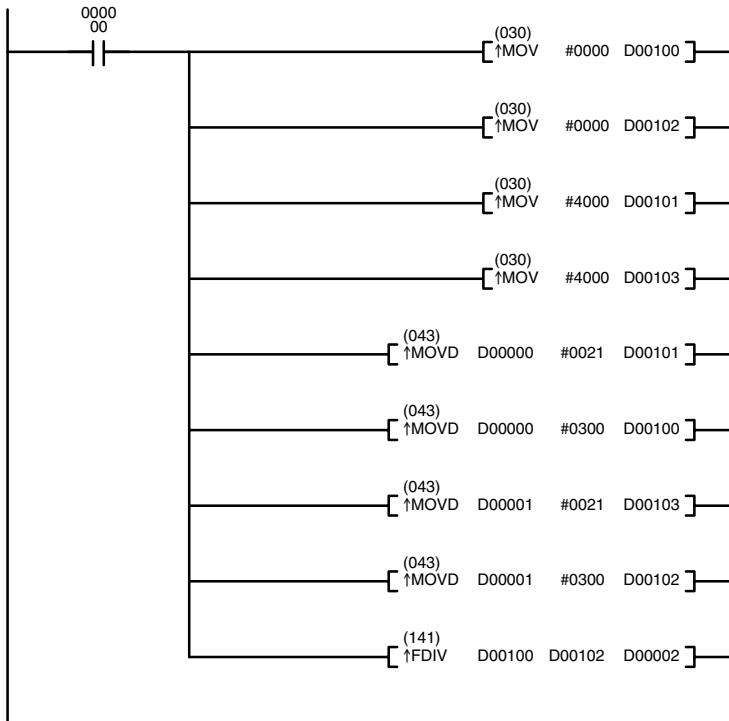 0000
00
(030)
↑MOV #0000 D00100
(030)
↑MOV #0000 D00102
(030)
↑MOV #4000 D00101
(030)
↑MOV #4000 D00103
(043)
↑MOVD D00000 #0021 D00101
(043)
↑MOVD D00000 #0300 D00100
(043)
↑MOVD D00001 #0021 D00103
(043)
↑MOVD D00001 #0300 D00102
(141)
↑FDIV D00100 D00102 D00002